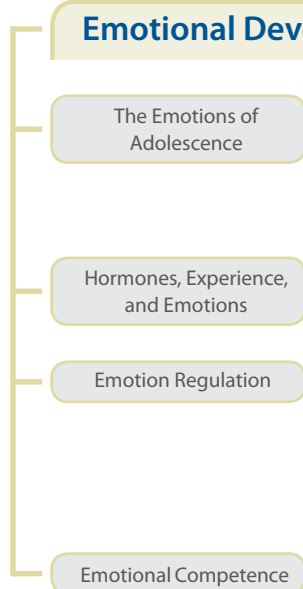 Emotional Dev
The Emotions of
Adolescence
Hormones, Experience,
and Emotions
Emotion Regulation
Emotional Competence